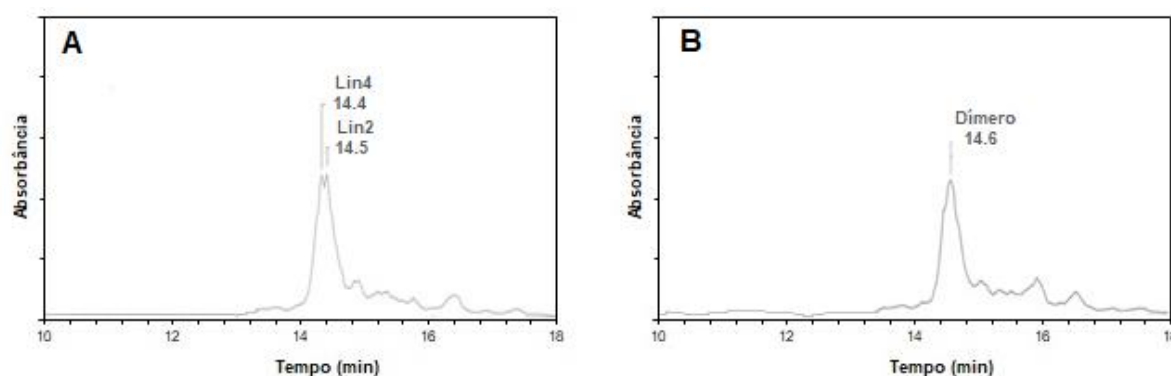 A
Absorbância
Lin4
14.4
Lin2
14.5
10 12 14 16 18
Tempo (min)
B
Absorbância
Dímero
14.6
10 12 14 16 18
Tempo (min)